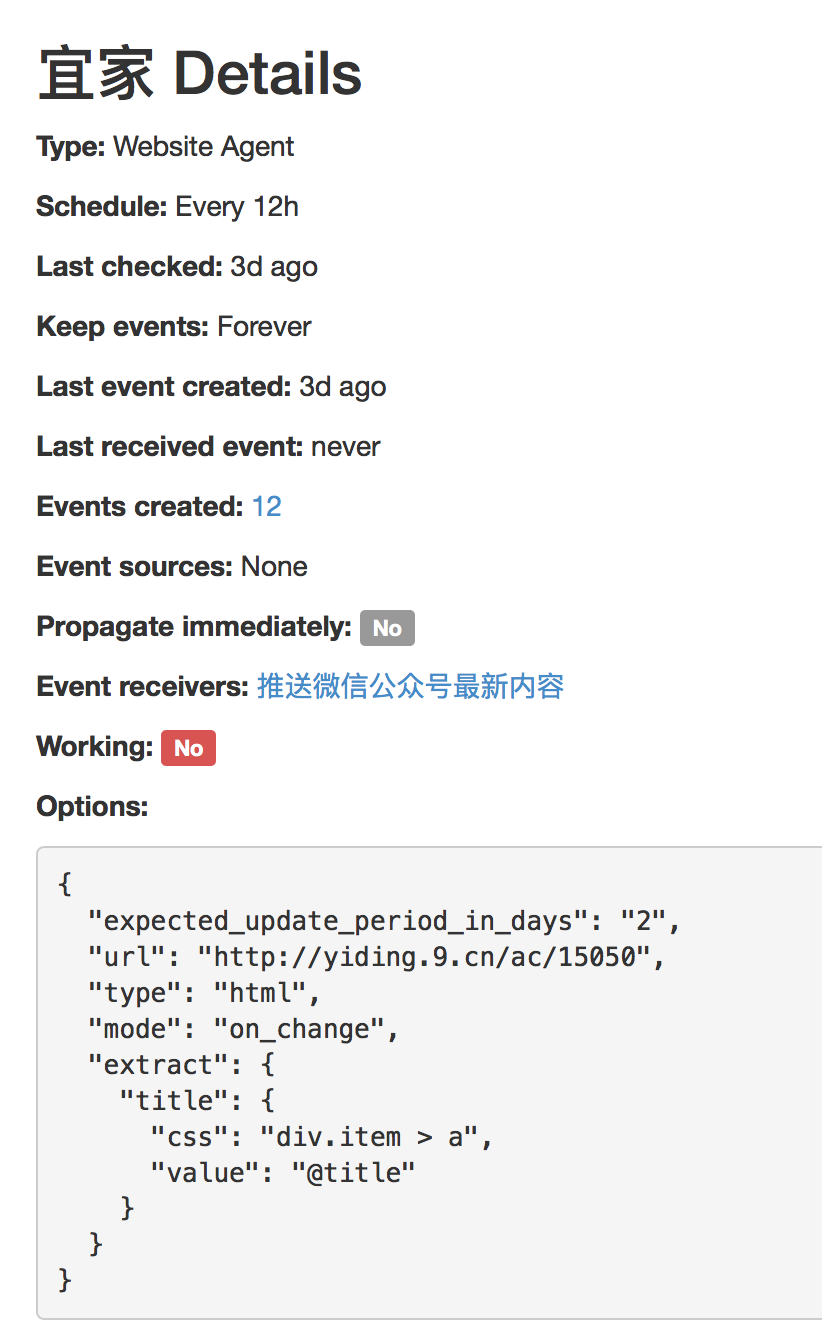 宜家 Details
Type: Website Agent
Schedule: Every 12h
Last checked: 3d ago
Keep events: Forever
Last event created: 3d ago
Last received event: never
Events created: 12
Event sources: None
Propagate immediately: No
Event receivers: 推送微信公众号最新内容
Working: No
Options:
{
  "expected_update_period_in_days": "2",
  "url": "http://yiding.9.cn/ac/15050",
  "type": "html",
  "mode": "on_change",
  "extract": {
    "title": {
      "css": "div.item > a",
      "value": "@title"
    }
  }
}